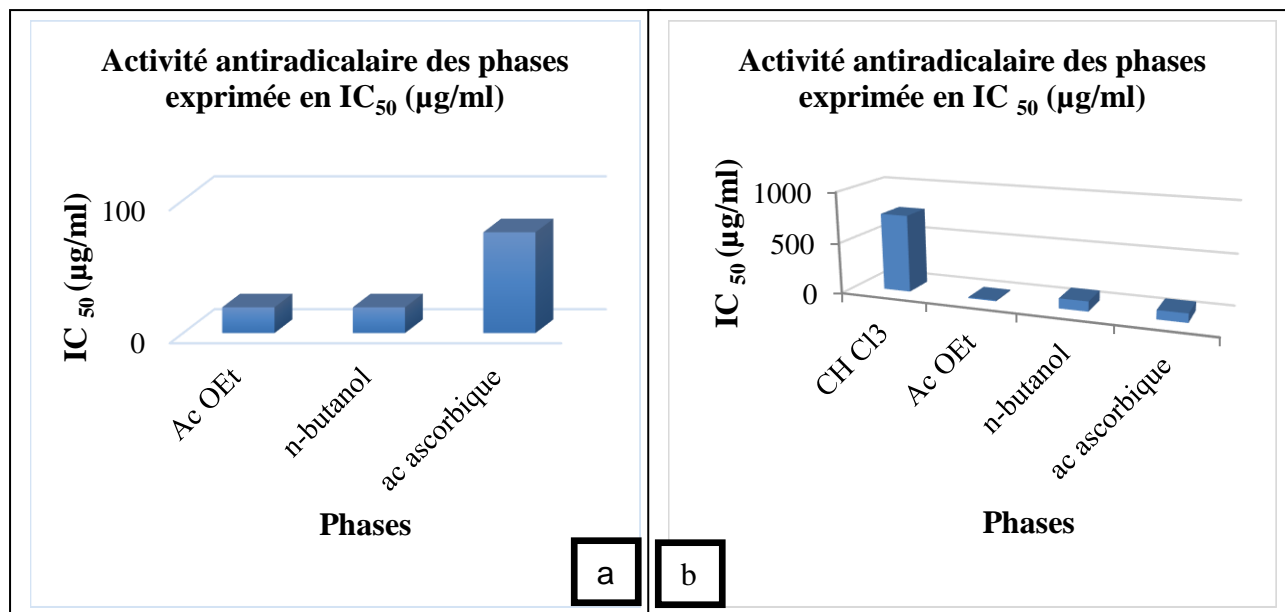 Activité antiradicalaire des phases
exprimée en IC50 (µg/ml)
IC 50 (µg/ml)
100
0
Ac OEt
n-butanol
ac ascorbique
Phases
a
Activité antiradicalaire des phases
exprimée en IC 50 (µg/ml)
IC 50 (µg/ml)
1000
500
0
CH Cl3
Ac OEt
n-butanol
ac ascorbique
Phases
b